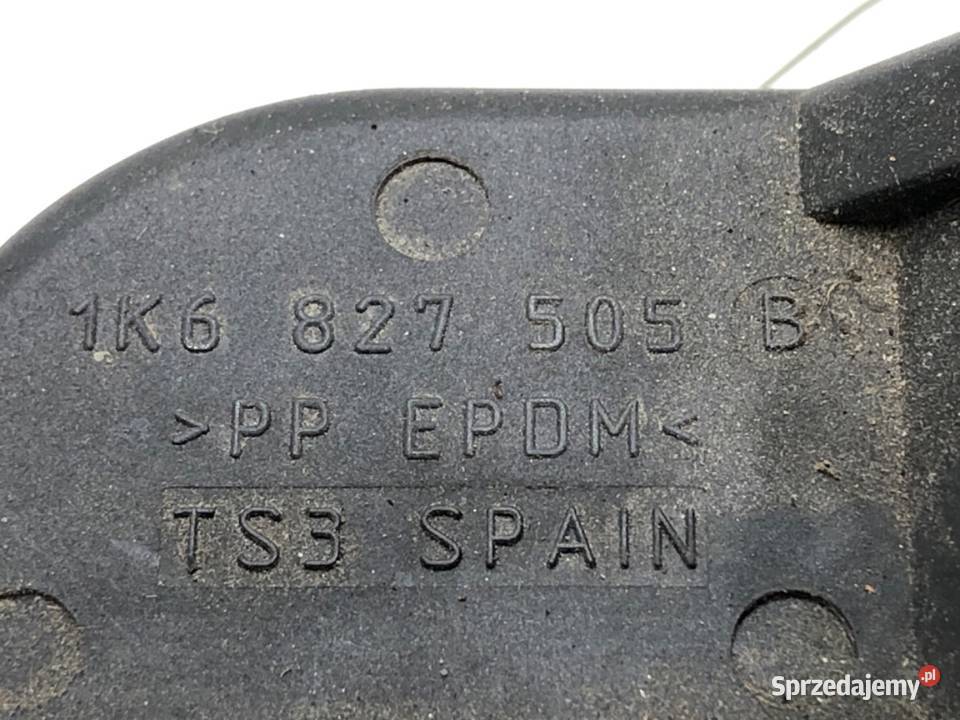 1K6 827 505 B
>PP EPDM<
TS3 SPAIN
Sprzedajemy.pl